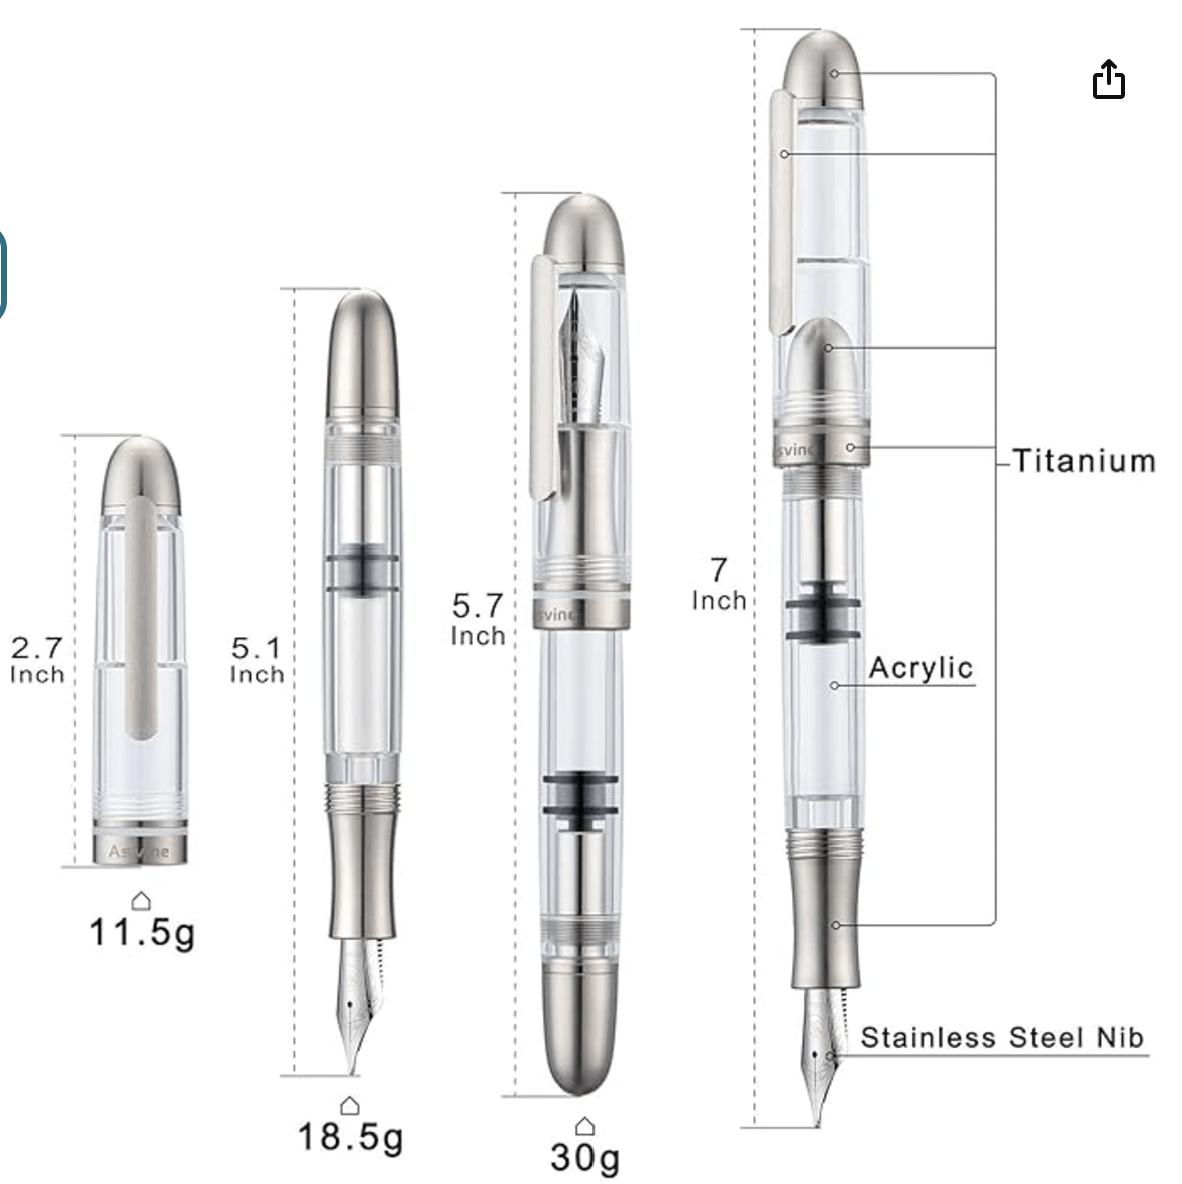 Titanium
7
Inch
5.7
Inch
2.7
Inch
5.1
Inch
Acrylic
Asvine
svine
svine
11.5g
Stainless Steel Nib
18.5g
30g